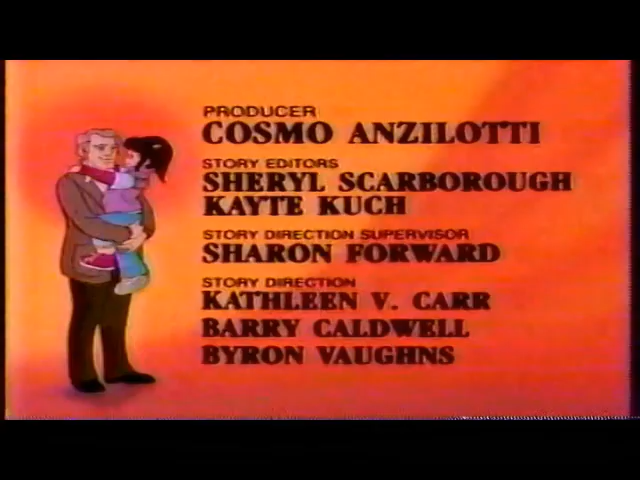 PRODUCER
COSMO ANZILOTTI
STORY EDITORS
SHERYL SCARBOROUGH
KAYTE KUCH
STORY DIRECTION SUPERVISOR
SHARON FORWARD
STORY DIRECTION
KATHLEEN V. CARR
BARRY CALDWELL
BYRON VAUGHNS